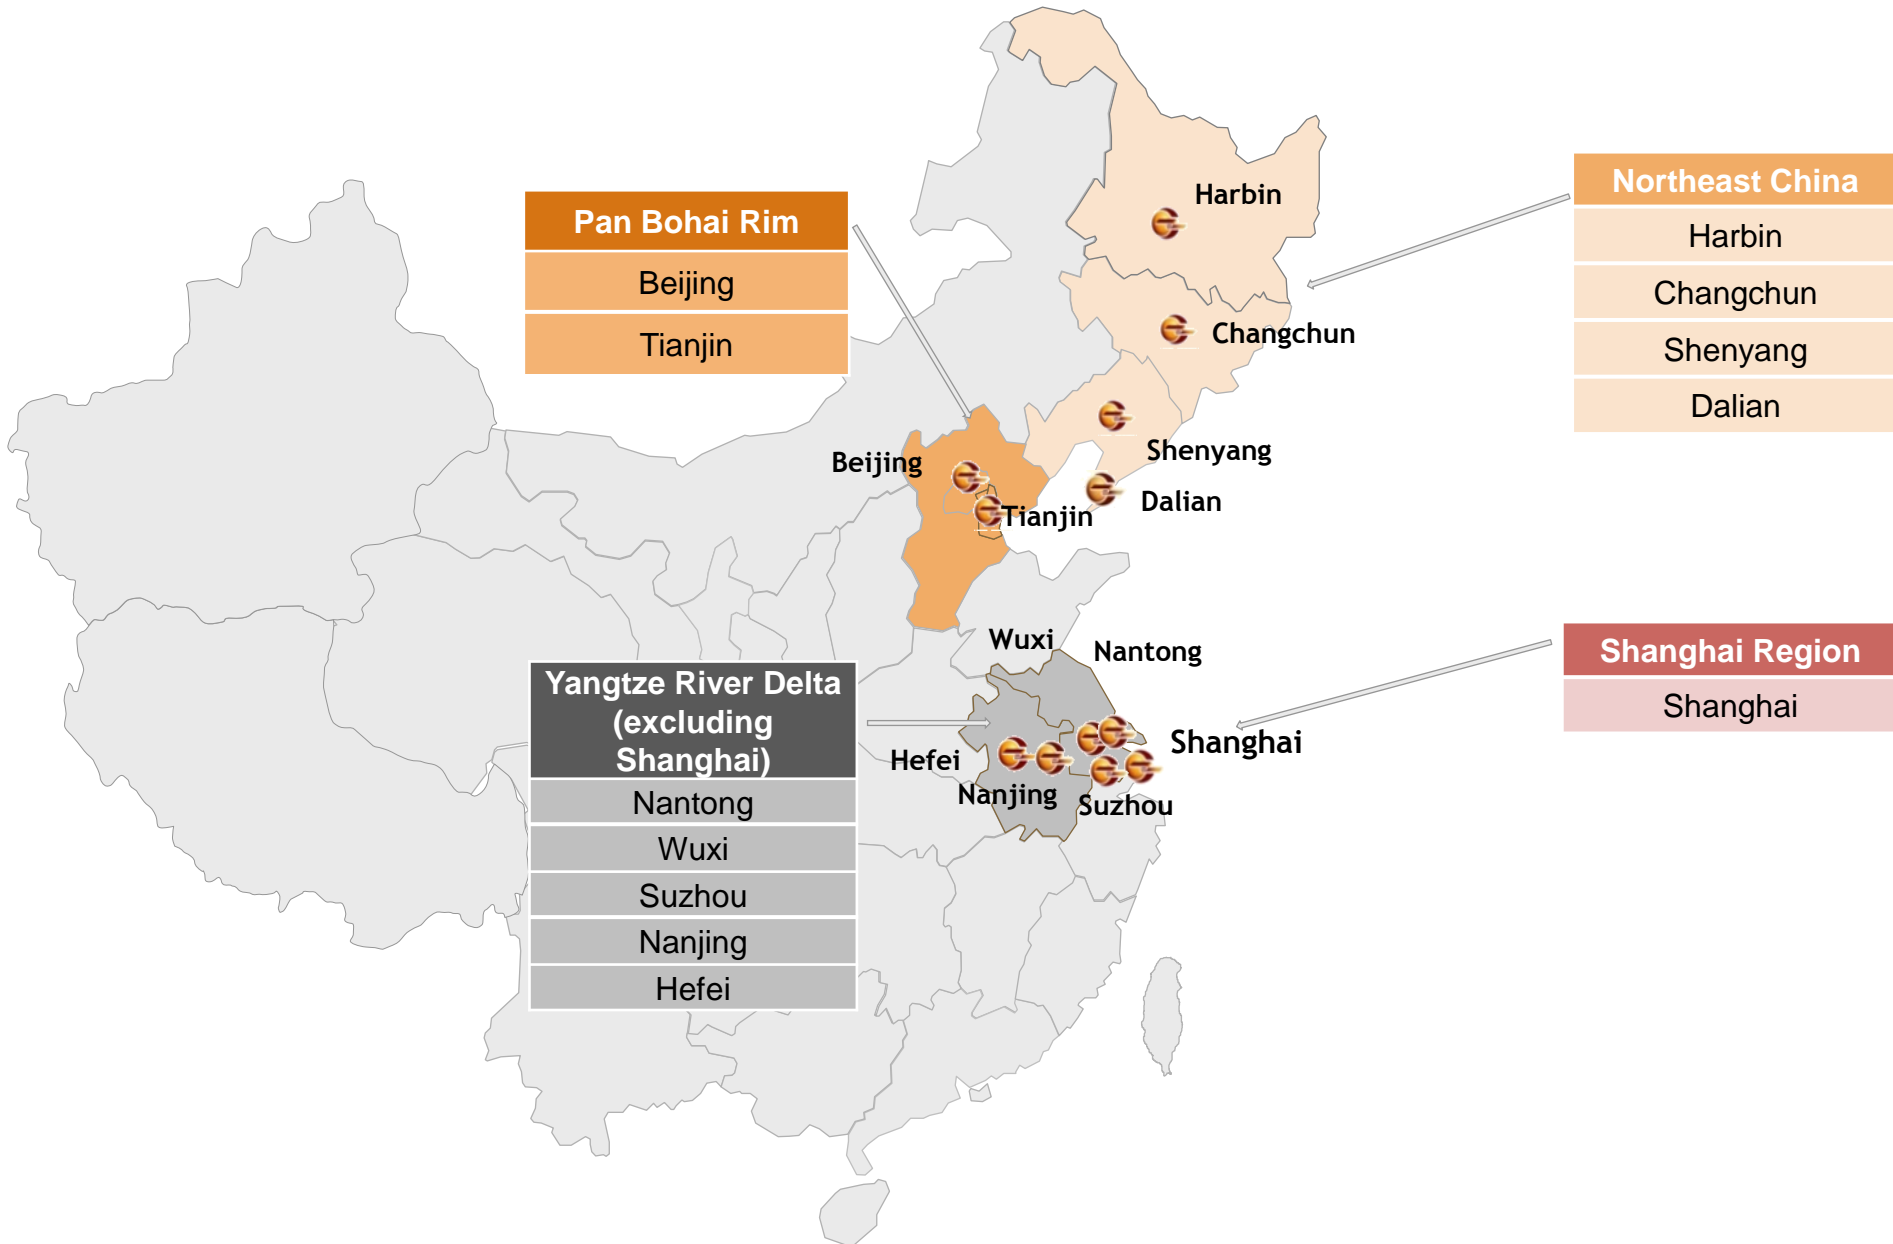 Pan Bohai Rim
Beijing
Tianjin
Northeast China
Harbin
Changchun
Shenyang
Dalian
Harbin
Changchun
Shenyang
Dalian
Beijing
Tianjin
Yangtze River Delta
(excluding
Shanghai)
Nantong
Wuxi
Suzhou
Nanjing
Hefei
Wuxi
Nantong
Shanghai
Hefei
Nanjing
Suzhou
Shanghai Region
Shanghai